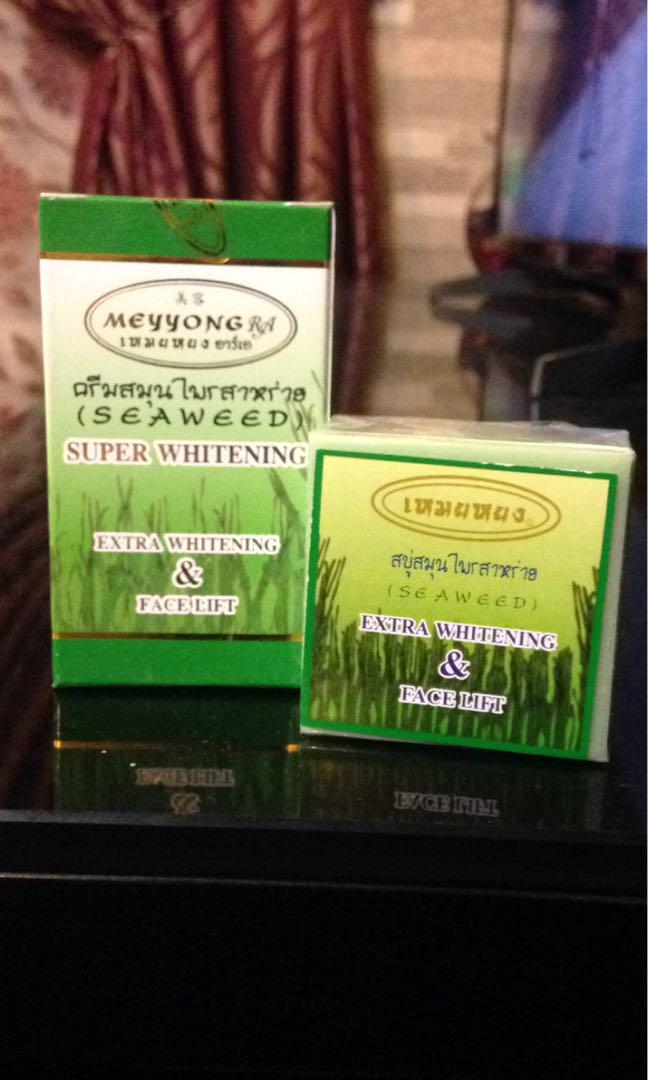 美容
MEYYONG RA
เหมยหยง อาร์เอ
ครีมสมุนไพรสาหร่าย
(SEAWEED)
SUPER WHITENING
EXTRA WHITENING
&
FACE LIFT
เหมยหยง
สบู่สมุนไพรสาหร่าย
(SEAWEED)
EXTRA WHITENING
&
FACE LIFT